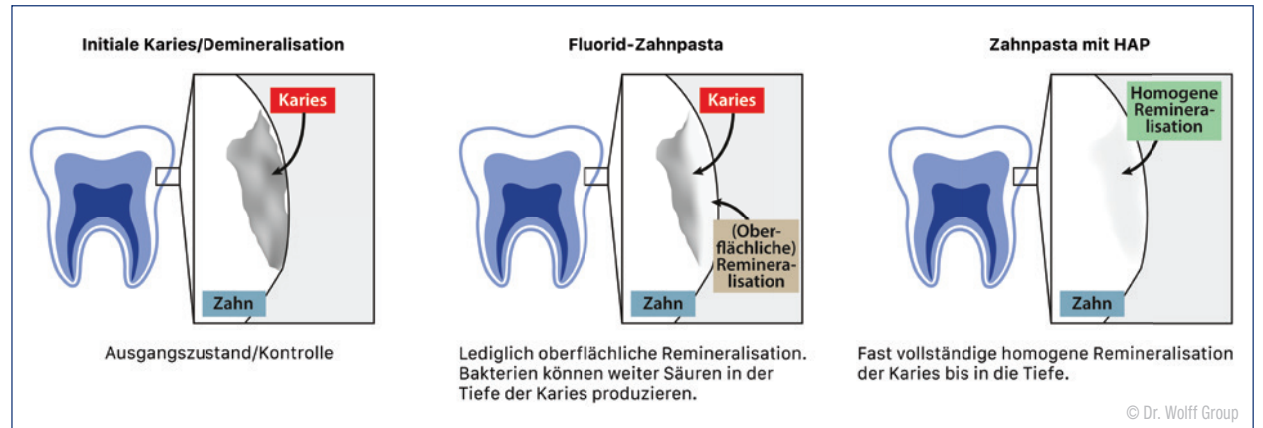 Initiale Karies/Demineralisation
Karies
Zahn
Ausgangszustand/Kontrolle
Fluorid-Zahnpasta
Karies
(Ober-
flächliche)
Reminera-
lisation
Zahn
Lediglich oberflächliche Remineralisation.
Bakterien können weiter Säuren in der
Tiefe der Karies produzieren.
Zahnpasta mit HAP
Homogene
Reminera-
lisation
Zahn
Fast vollständige homogene Remineralisation
der Karies bis in die Tiefe.
© Dr. Wolff Group